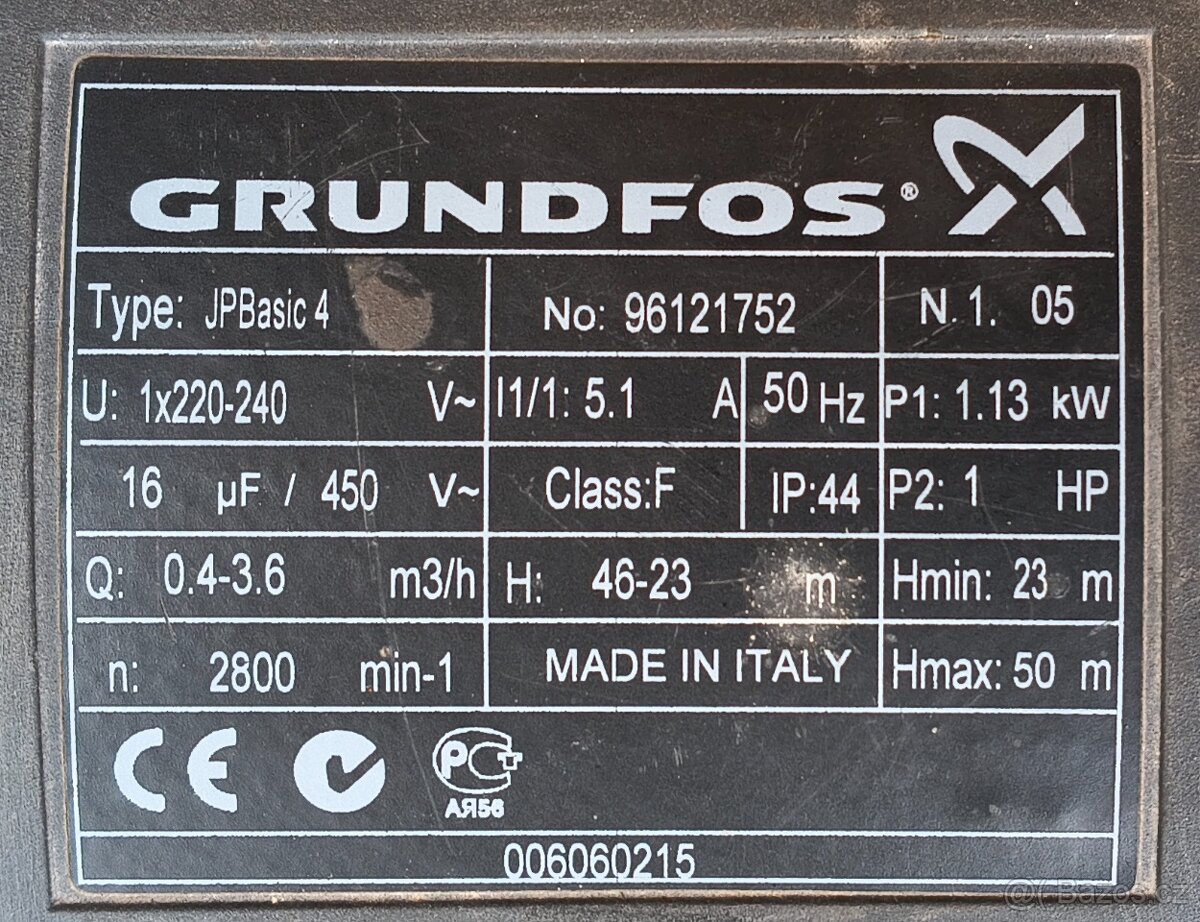 GRUNDFOS®
Type: JPBasic 4 No: 96121752 N. 1. 05
U: 1x220-240 V~ I1/1: 5.1 A 50 Hz P1: 1.13 kW
16 µF / 450 V~ Class:F IP:44 P2: 1 HP
Q: 0.4-3.6 m3/h H: 46-23 m Hmin: 23 m
n: 2800 min-1 MADE IN ITALY Hmax: 50 m
CE PCT
АЯ56
006060215
@ Bazos.cz